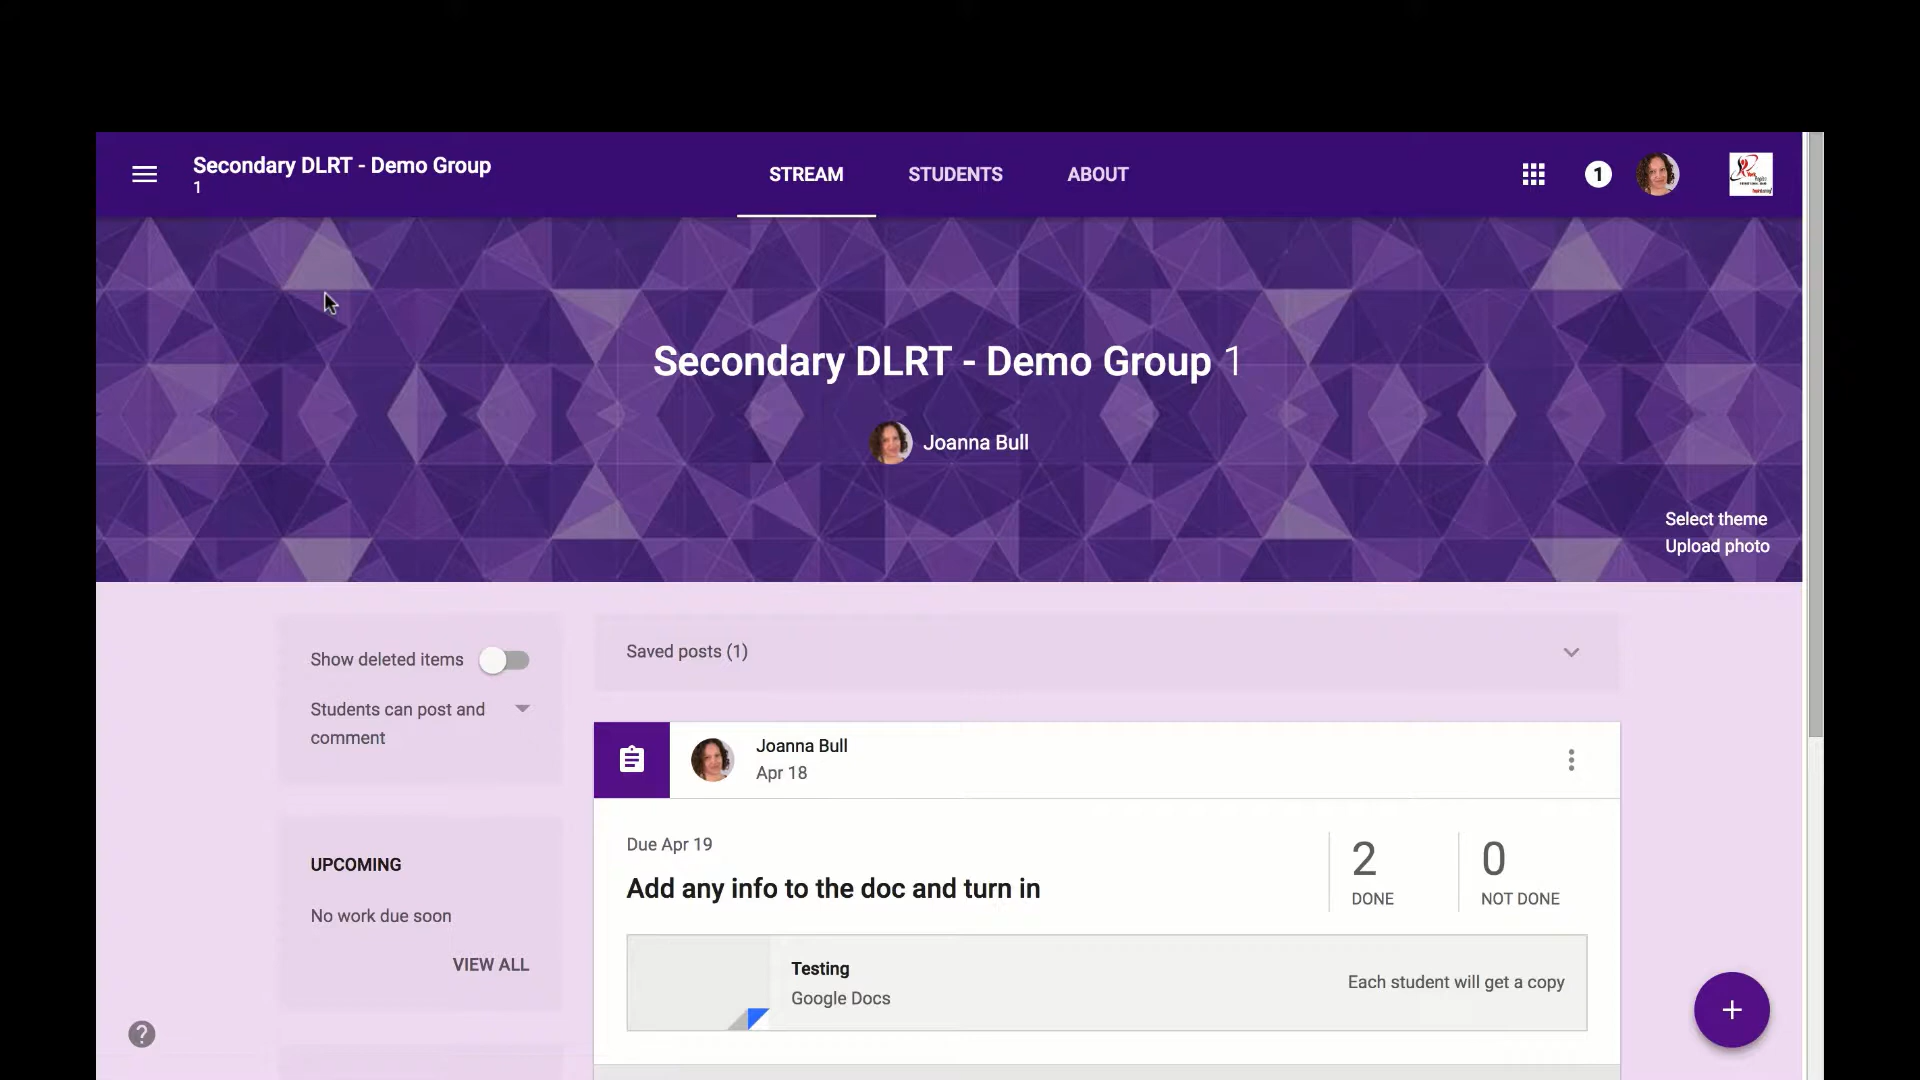 Secondary DLRT - Demo Group
1
STREAM
STUDENTS
ABOUT
1
Secondary DLRT - Demo Group 1
Joanna Bull
Select theme
Upload photo
Show deleted items
Students can post and
comment
UPCOMING
No work due soon
VIEW ALL
Saved posts (1)
Joanna Bull
Apr 18
Due Apr 19
Add any info to the doc and turn in
2
DONE
0
NOT DONE
Testing
Google Docs
Each student will get a copy